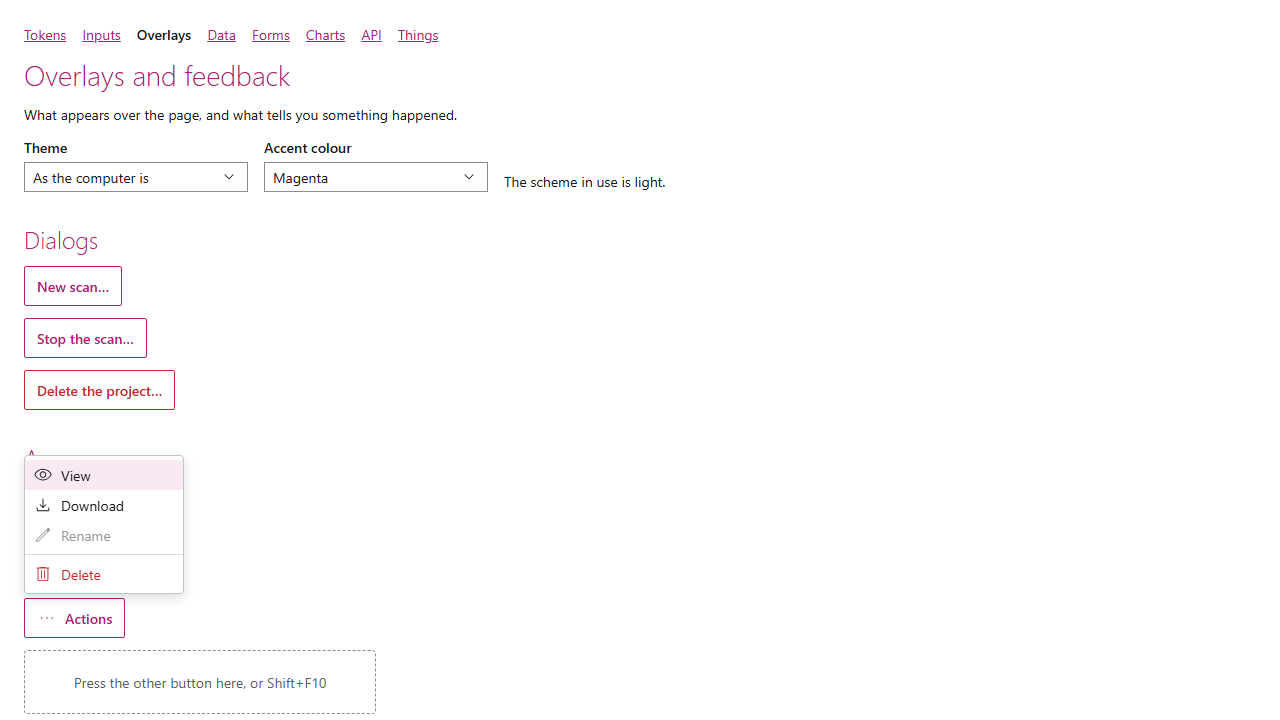 Tokens Inputs Overlays Data Forms Charts API Things
Overlays and feedback
What appears over the page, and what tells you something happened.
Theme Accent colour
As the computer is Magenta The scheme in use is light.
Dialogs
New scan...
Stop the scan...
Delete the project...
View
Download
Rename
Delete
Actions
Press the other button here, or Shift+F10